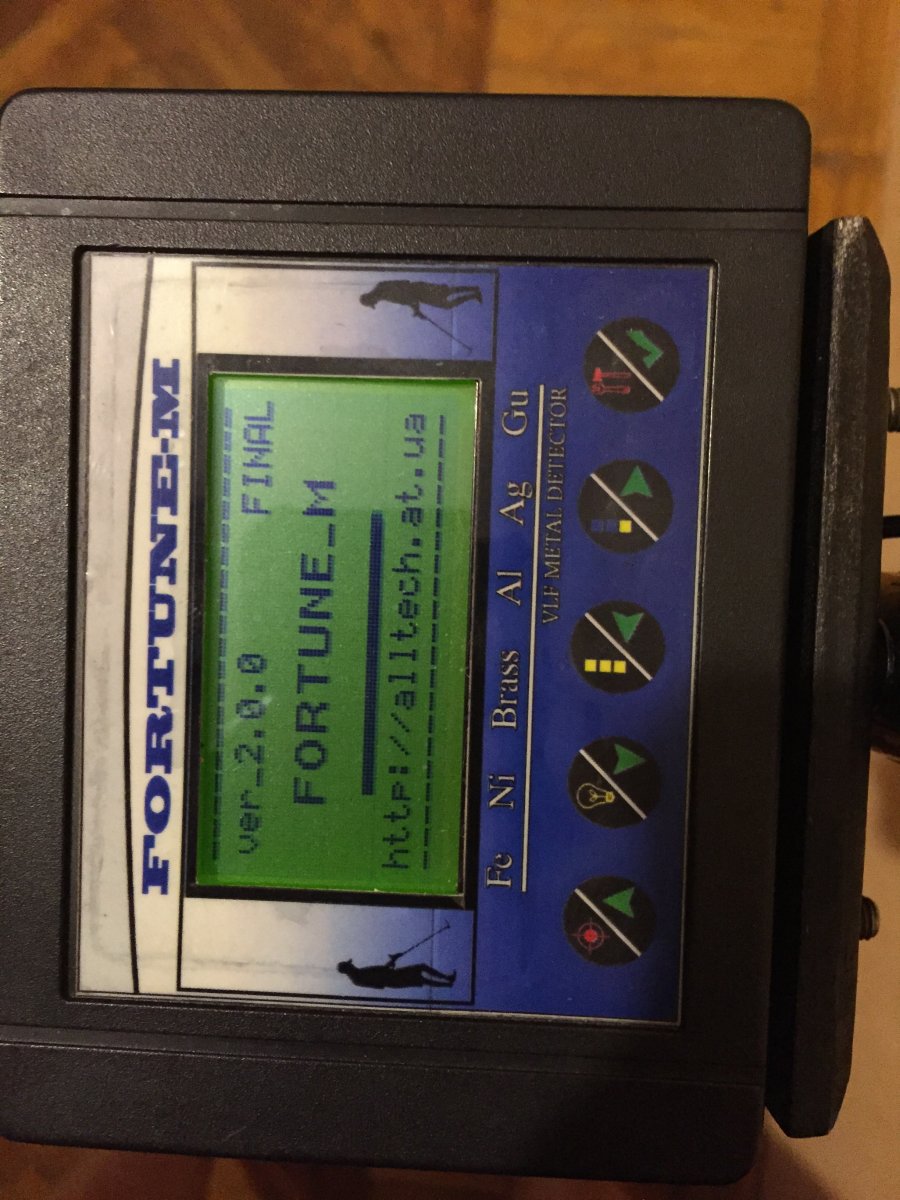 FORTUNE-M
ver_2.0.0 FINAL
FORTUNE_M
http://alltech.at.ua
Fe Ni Brass Al Ag Gu
VLF METAL DETECTOR